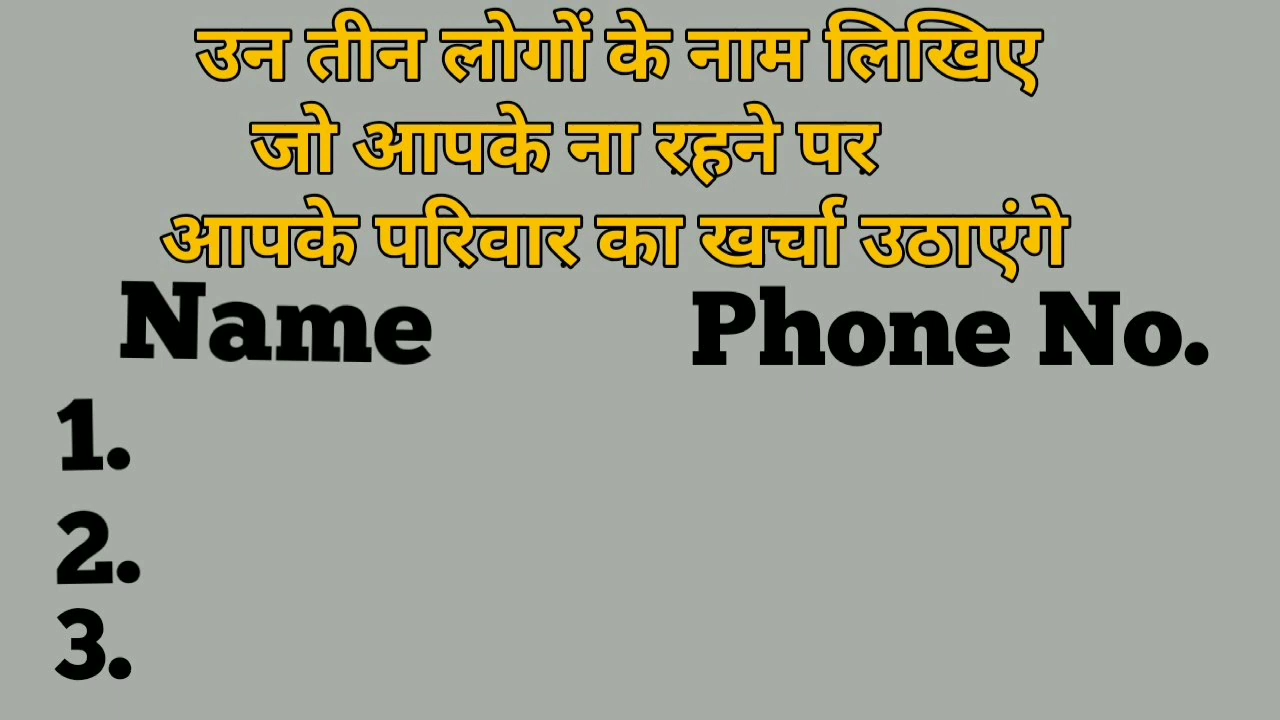 उन तीन लोगों के नाम लिखिए
जो आपके ना रहने पर
आपके परिवार का खर्चा उठाएंगे
Name Phone No.
1.
2.
3.